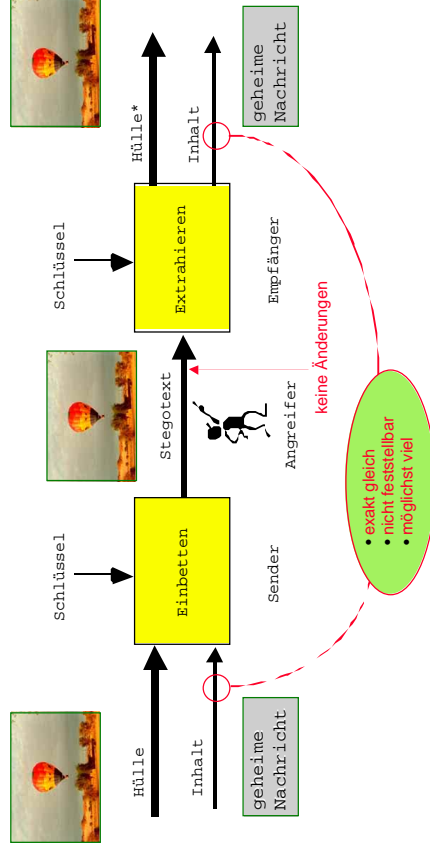 Schlüssel
Schlüssel
Hülle
Einbetten
Stegotext
Extrahieren
Hülle*
Inhalt
Inhalt
geheime
Nachricht
Sender
Angreifer
Empfänger
geheime
Nachricht
keine Änderungen
• exakt gleich
• nicht feststellbar
• möglichst viel